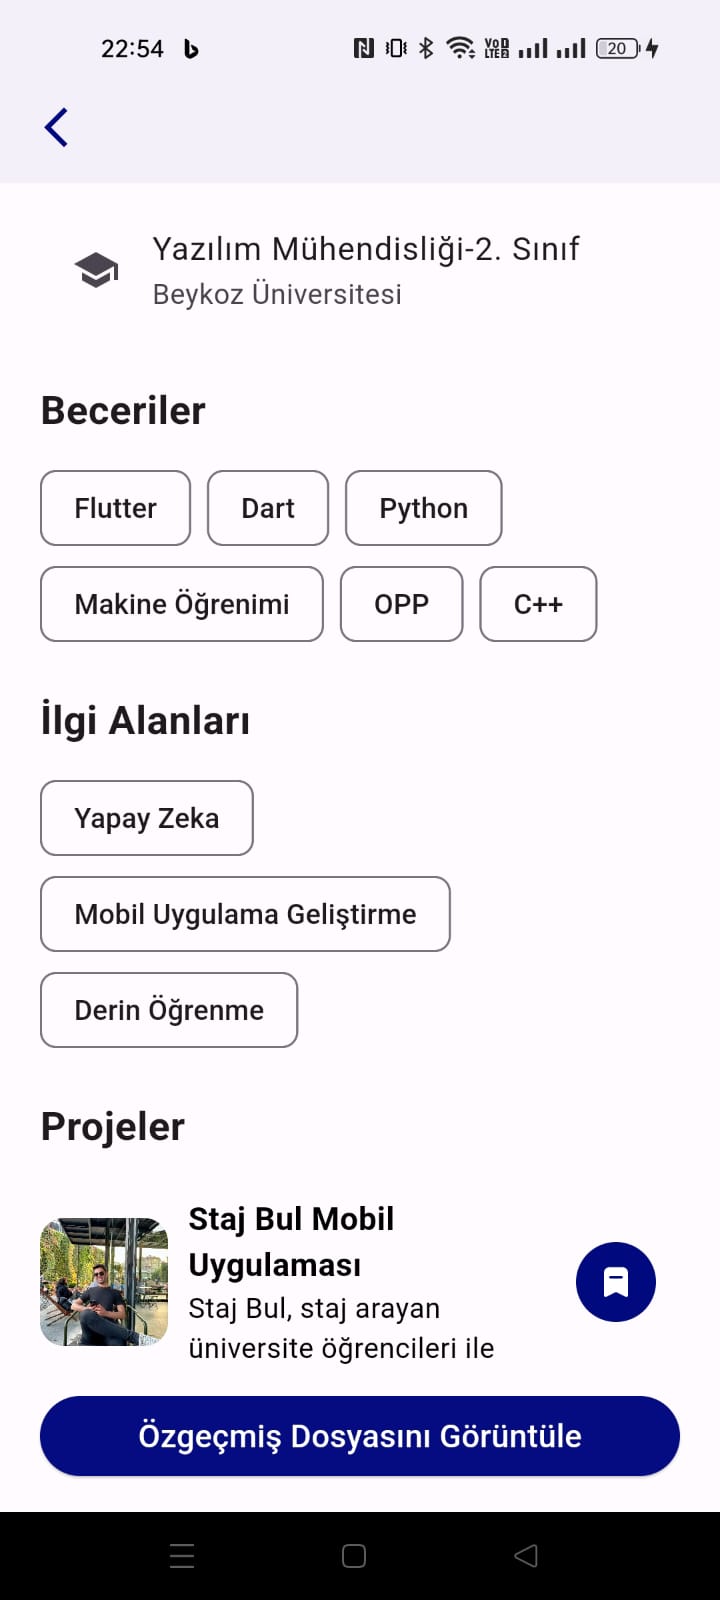 22:54
VoD
LTE2
20
Yazılım Mühendisliği-2. Sınıf
Beykoz Üniversitesi
Beceriler
Flutter Dart Python
Makine Öğrenimi OPP C++
İlgi Alanları
Yapay Zeka
Mobil Uygulama Geliştirme
Derin Öğrenme
Projeler
Staj Bul Mobil
Uygulaması
Staj Bul, staj arayan
üniversite öğrencileri ile
Özgeçmiş Dosyasını Görüntüle